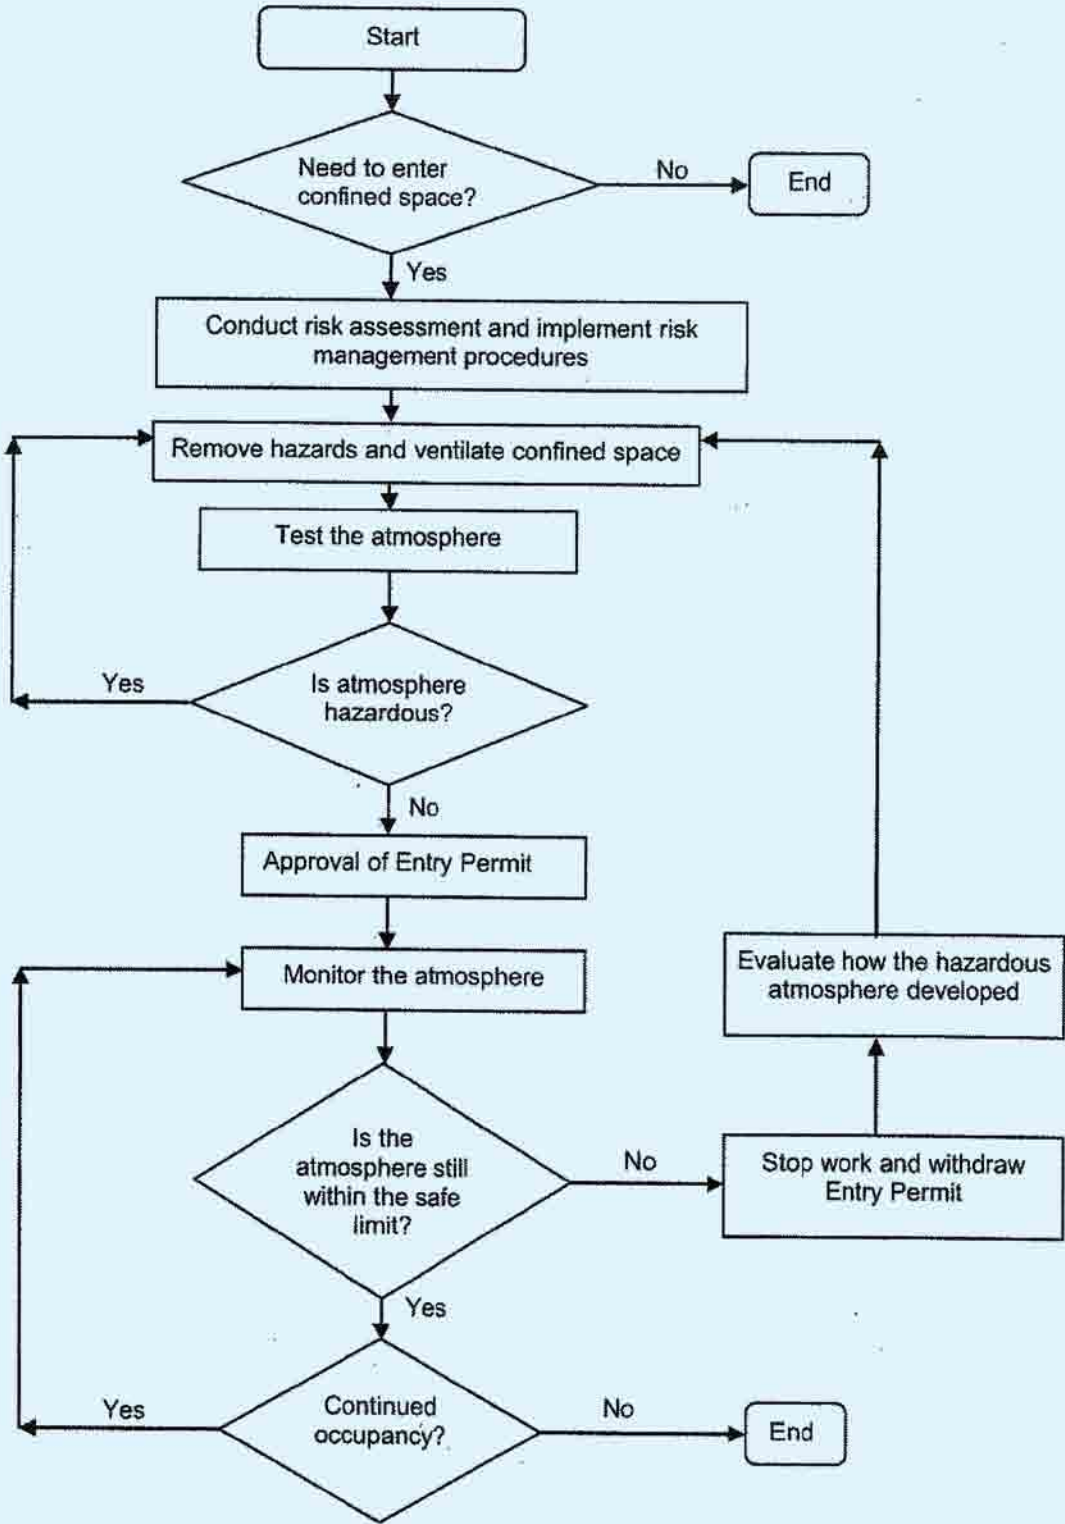 Start
Need to enter
confined space?
No
End
Yes
Conduct risk assessment and implement risk
management procedures
Remove hazards and ventilate confined space
Test the atmosphere
Is atmosphere
hazardous?
Yes
No
Approval of Entry Permit
Monitor the atmosphere
Evaluate how the hazardous
atmosphere developed
Is the
atmosphere still
within the safe
limit?
No
Stop work and withdraw
Entry Permit
Yes
Continued
occupancy?
Yes
No
End